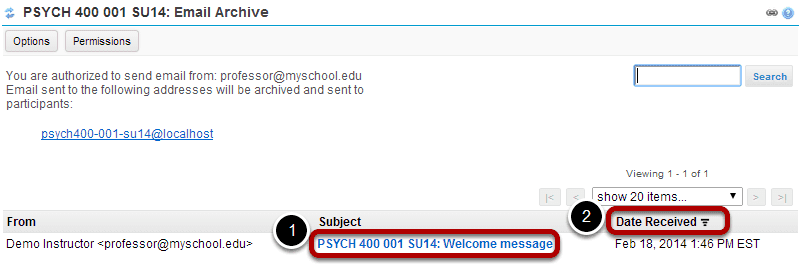 PSYCH 400 001 SU14: Email Archive
Options Permissions
You are authorized to send email from: professor@myschool.edu
Email sent to the following addresses will be archived and sent to
participants:
Search
psych400-001-su14@localhost
Viewing 1 - 1 of 1
|< < show 20 items... > >|
1 2
From Subject Date Received
Demo Instructor <professor@myschool.edu> PSYCH 400 001 SU14: Welcome message Feb 18, 2014 1:46 PM EST